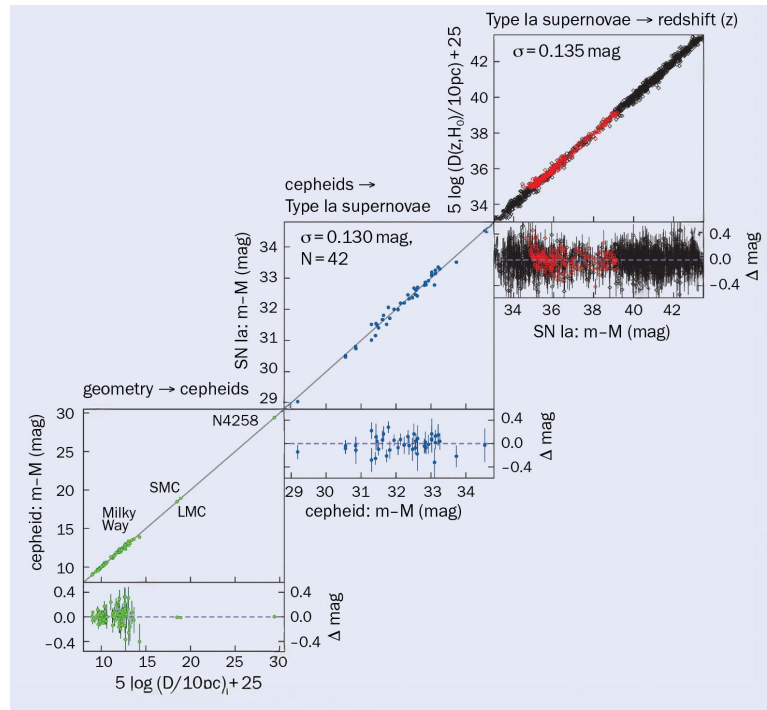 Type Ia supernovae → redshift (z)
5 log (D(z,H₀)/10pc) + 25
σ = 0.135 mag
42
40
38
36
34
0.4
0.0
−0.4
Δ mag
34 36 38 40 42
SN Ia: m–M (mag)
cepheids →
Type Ia supernovae
SN Ia: m–M (mag)
σ = 0.130 mag,
N = 42
34
33
32
31
30
29
0.4
0.0
−0.4
Δ mag
29 30 31 32 33 34
cepheid: m–M (mag)
geometry → cepheids
cepheid: m–M (mag)
30
25
20
15
10
N4258
SMC
LMC
Milky
Way
0.4
0.0
−0.4
0.4
0.0
−0.4
Δ mag
10 15 20 25 30
5 log (D/10pc) + 25